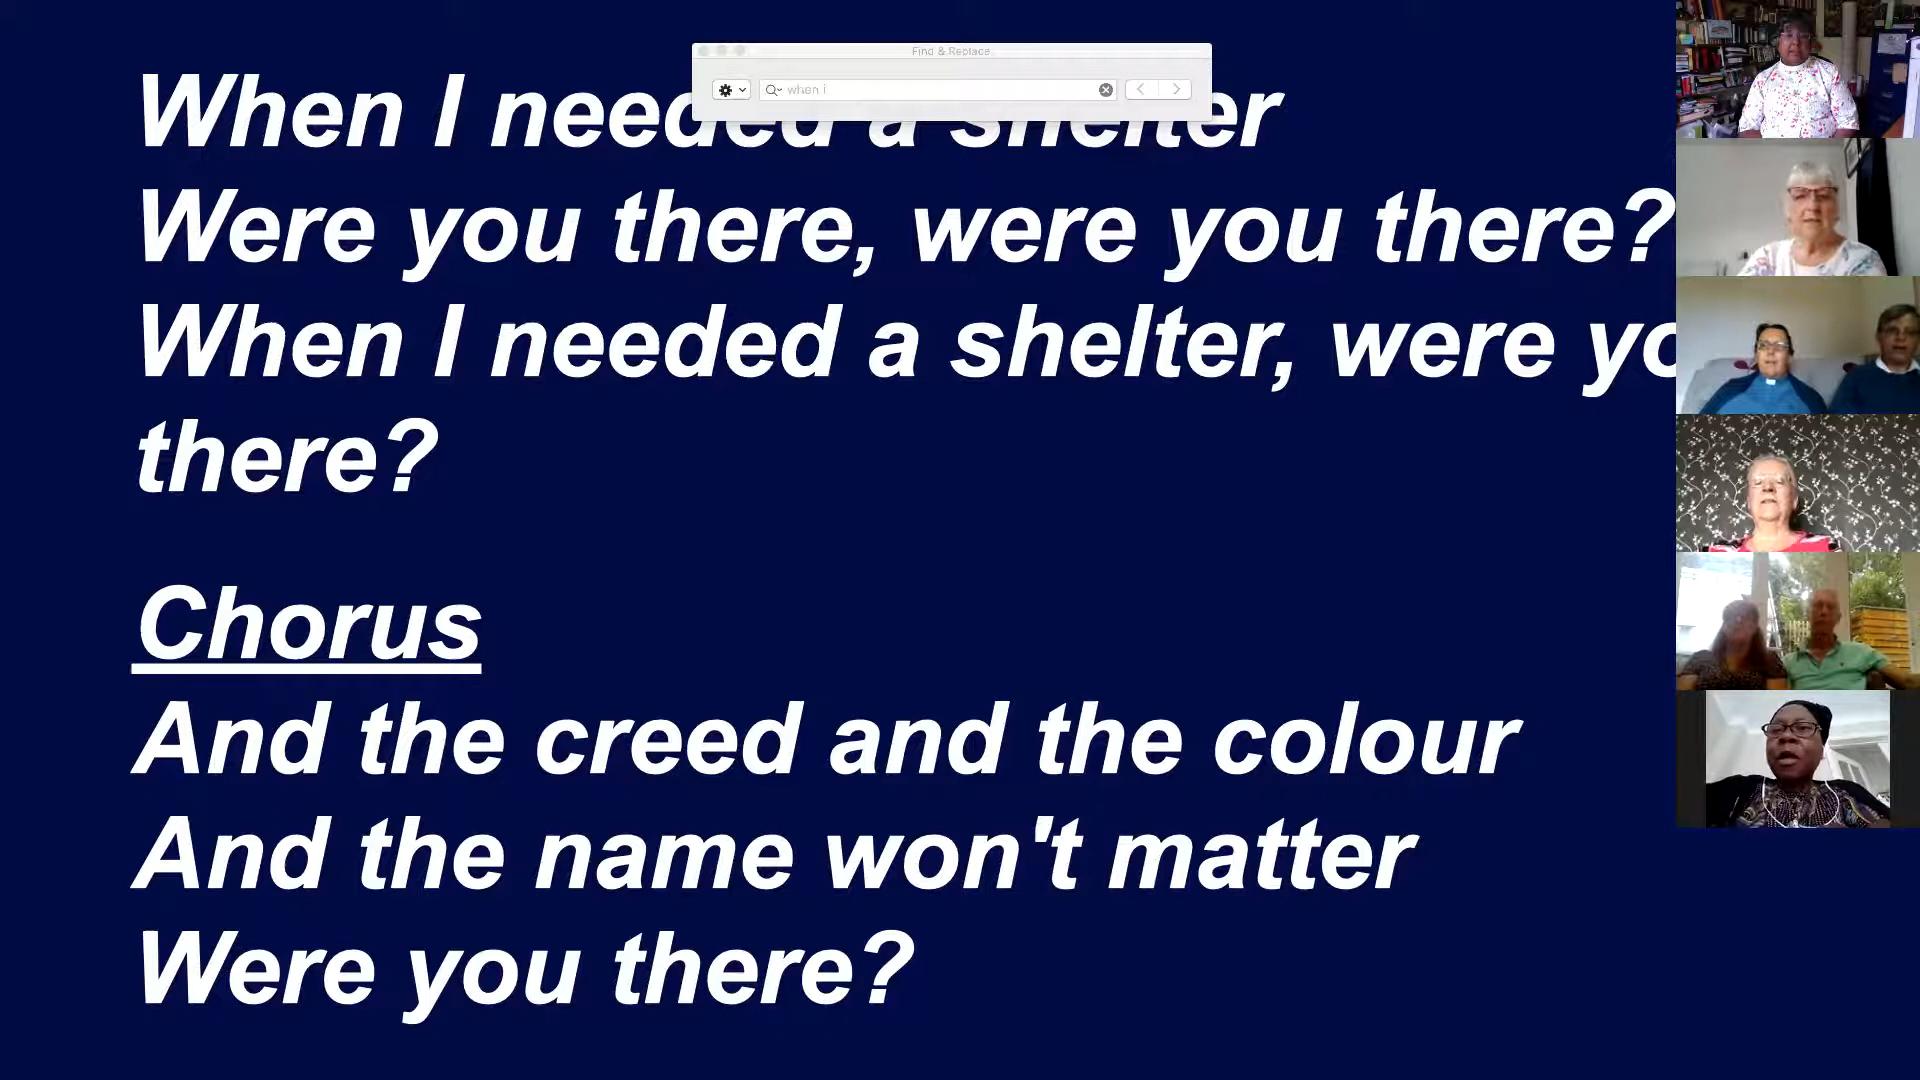 Find & Replace
when i
When I needed a shelter
Were you there, were you there?
When I needed a shelter, were yo
there?
Chorus
And the creed and the colour
And the name won't matter
Were you there?